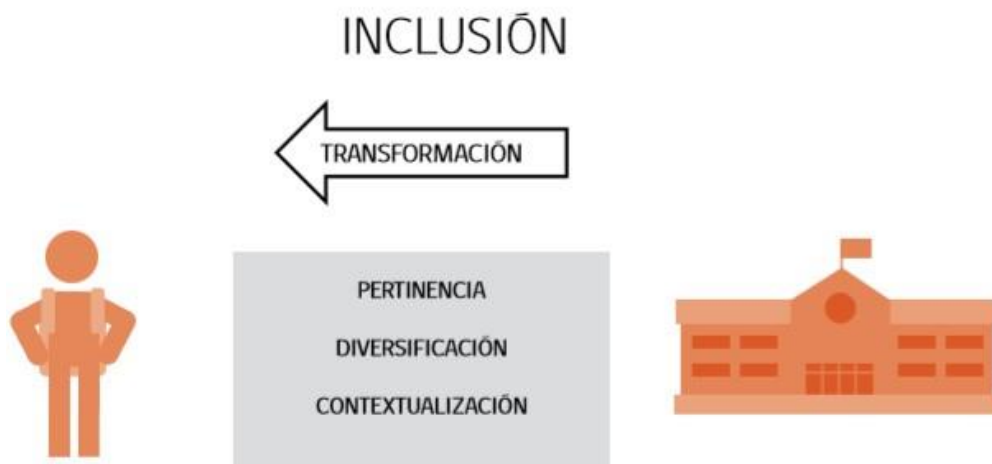 INCLUSIÓN
TRANSFORMACIÓN
PERTINENCIA
DIVERSIFICACIÓN
CONTEXTUALIZACIÓN